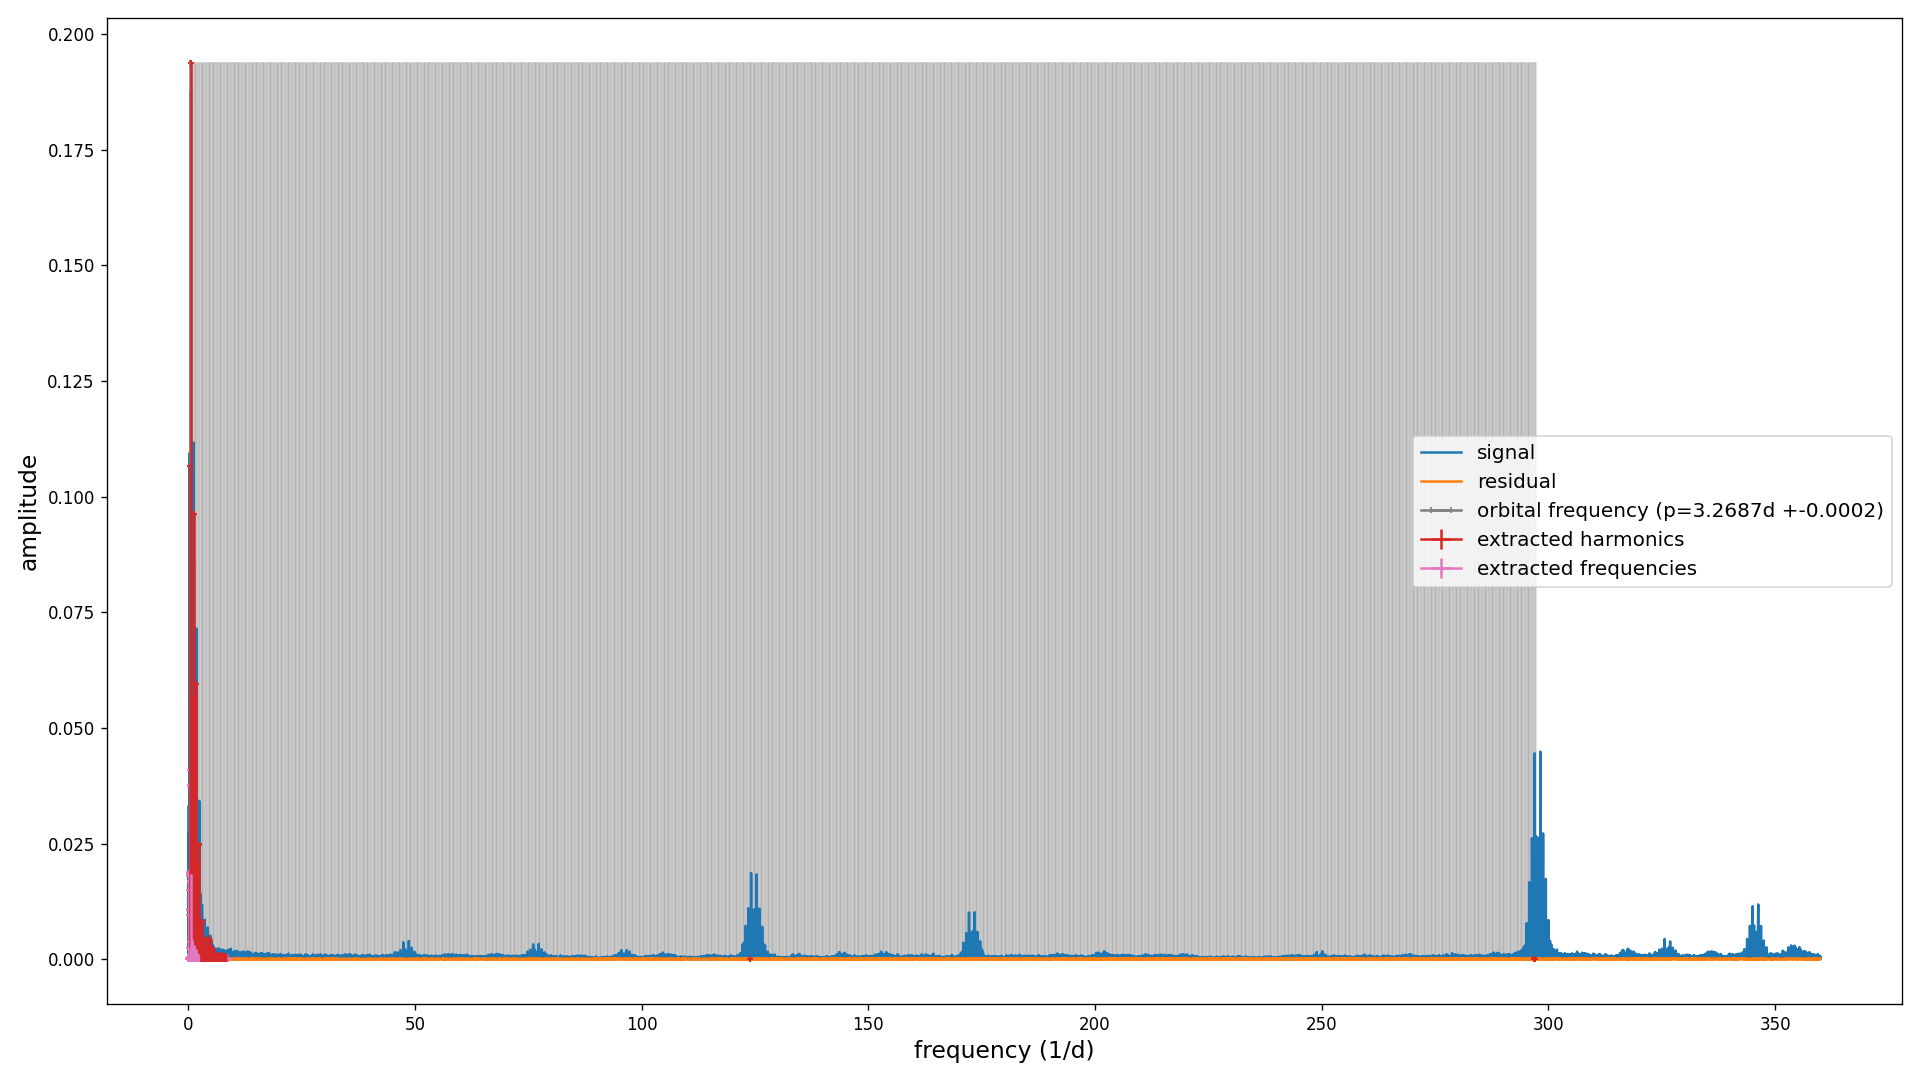 0.200
0.175
0.150
0.125
0.100
0.075
0.050
0.025
0.000
amplitude
signal
residual
orbital frequency (p=3.2687d +-0.0002)
extracted harmonics
extracted frequencies
0 50 100 150 200 250 300 350
frequency (1/d)